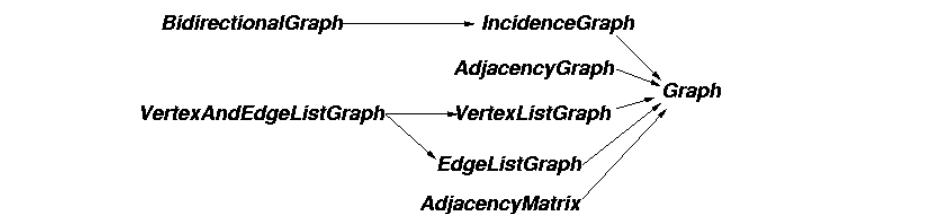 BidirectionalGraph
IncidenceGraph
AdjacencyGraph
Graph
VertexAndEdgeListGraph
VertexListGraph
EdgeListGraph
AdjacencyMatrix